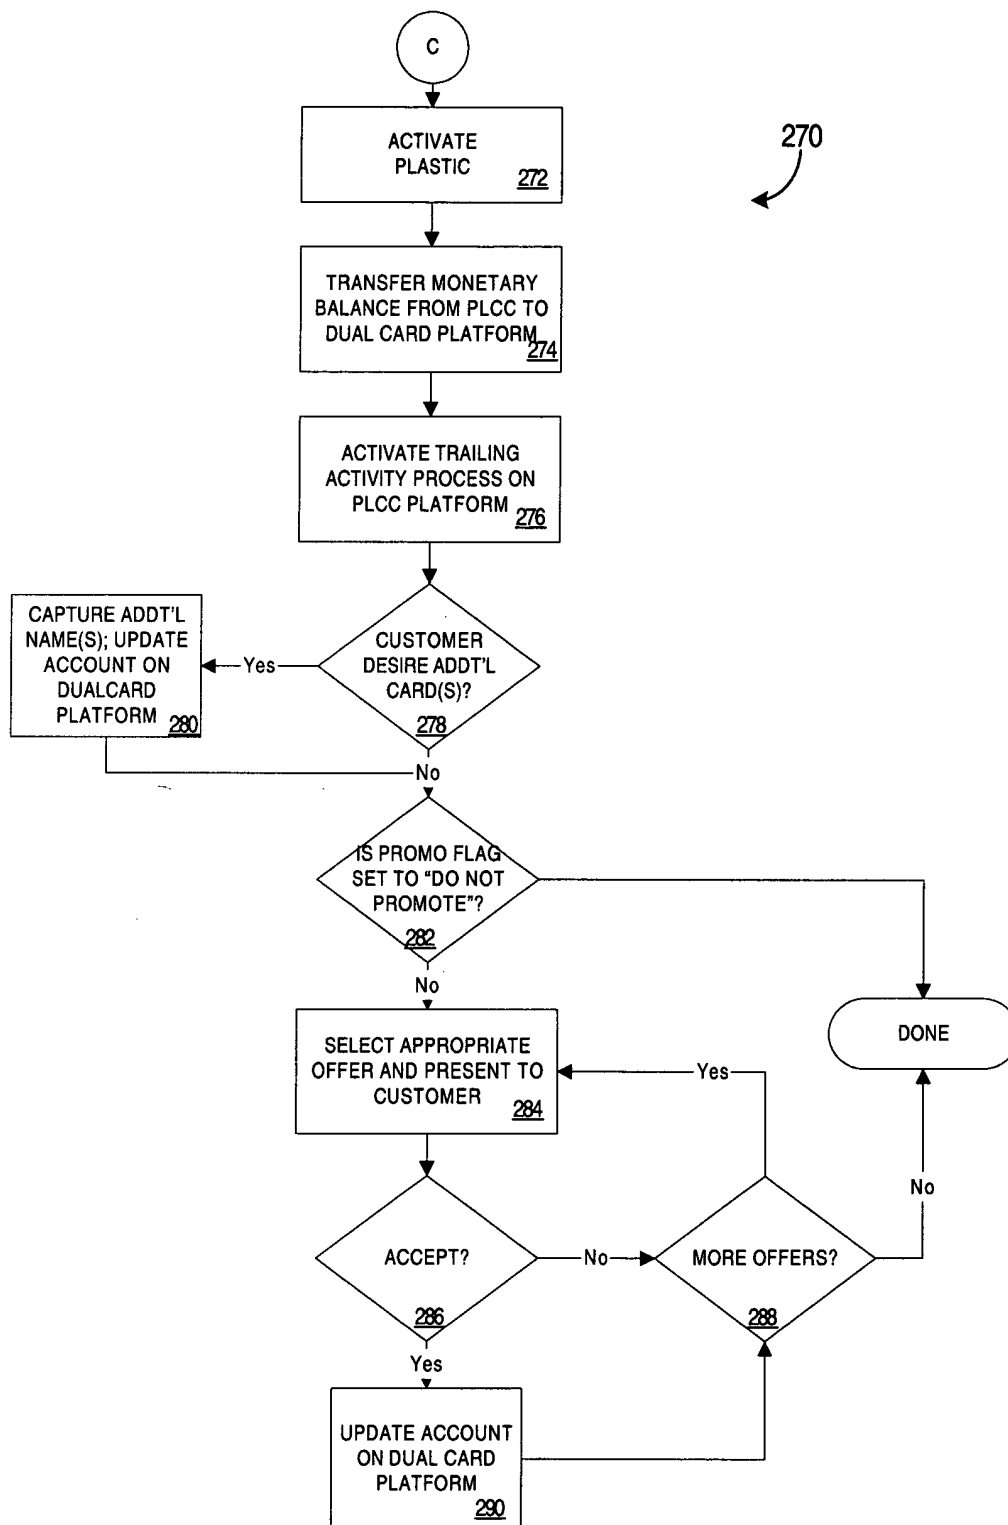 C
ACTIVATE
PLASTIC
272
270
TRANSFER MONETARY
BALANCE FROM PLCC TO
DUAL CARD PLATFORM
274
ACTIVATE TRAILING
ACTIVITY PROCESS ON
PLCC PLATFORM
276
CAPTURE ADDT'L
NAME(S); UPDATE
ACCOUNT ON
DUALCARD
PLATFORM
280
Yes
CUSTOMER
DESIRE ADDT'L
CARD(S)?
278
No
IS PROMO FLAG
SET TO “DO NOT
PROMOTE”?
282
No
SELECT APPROPRIATE
OFFER AND PRESENT TO
CUSTOMER
284
Yes
DONE
No
ACCEPT?
286
No
MORE OFFERS?
288
Yes
UPDATE ACCOUNT
ON DUAL CARD
PLATFORM
290